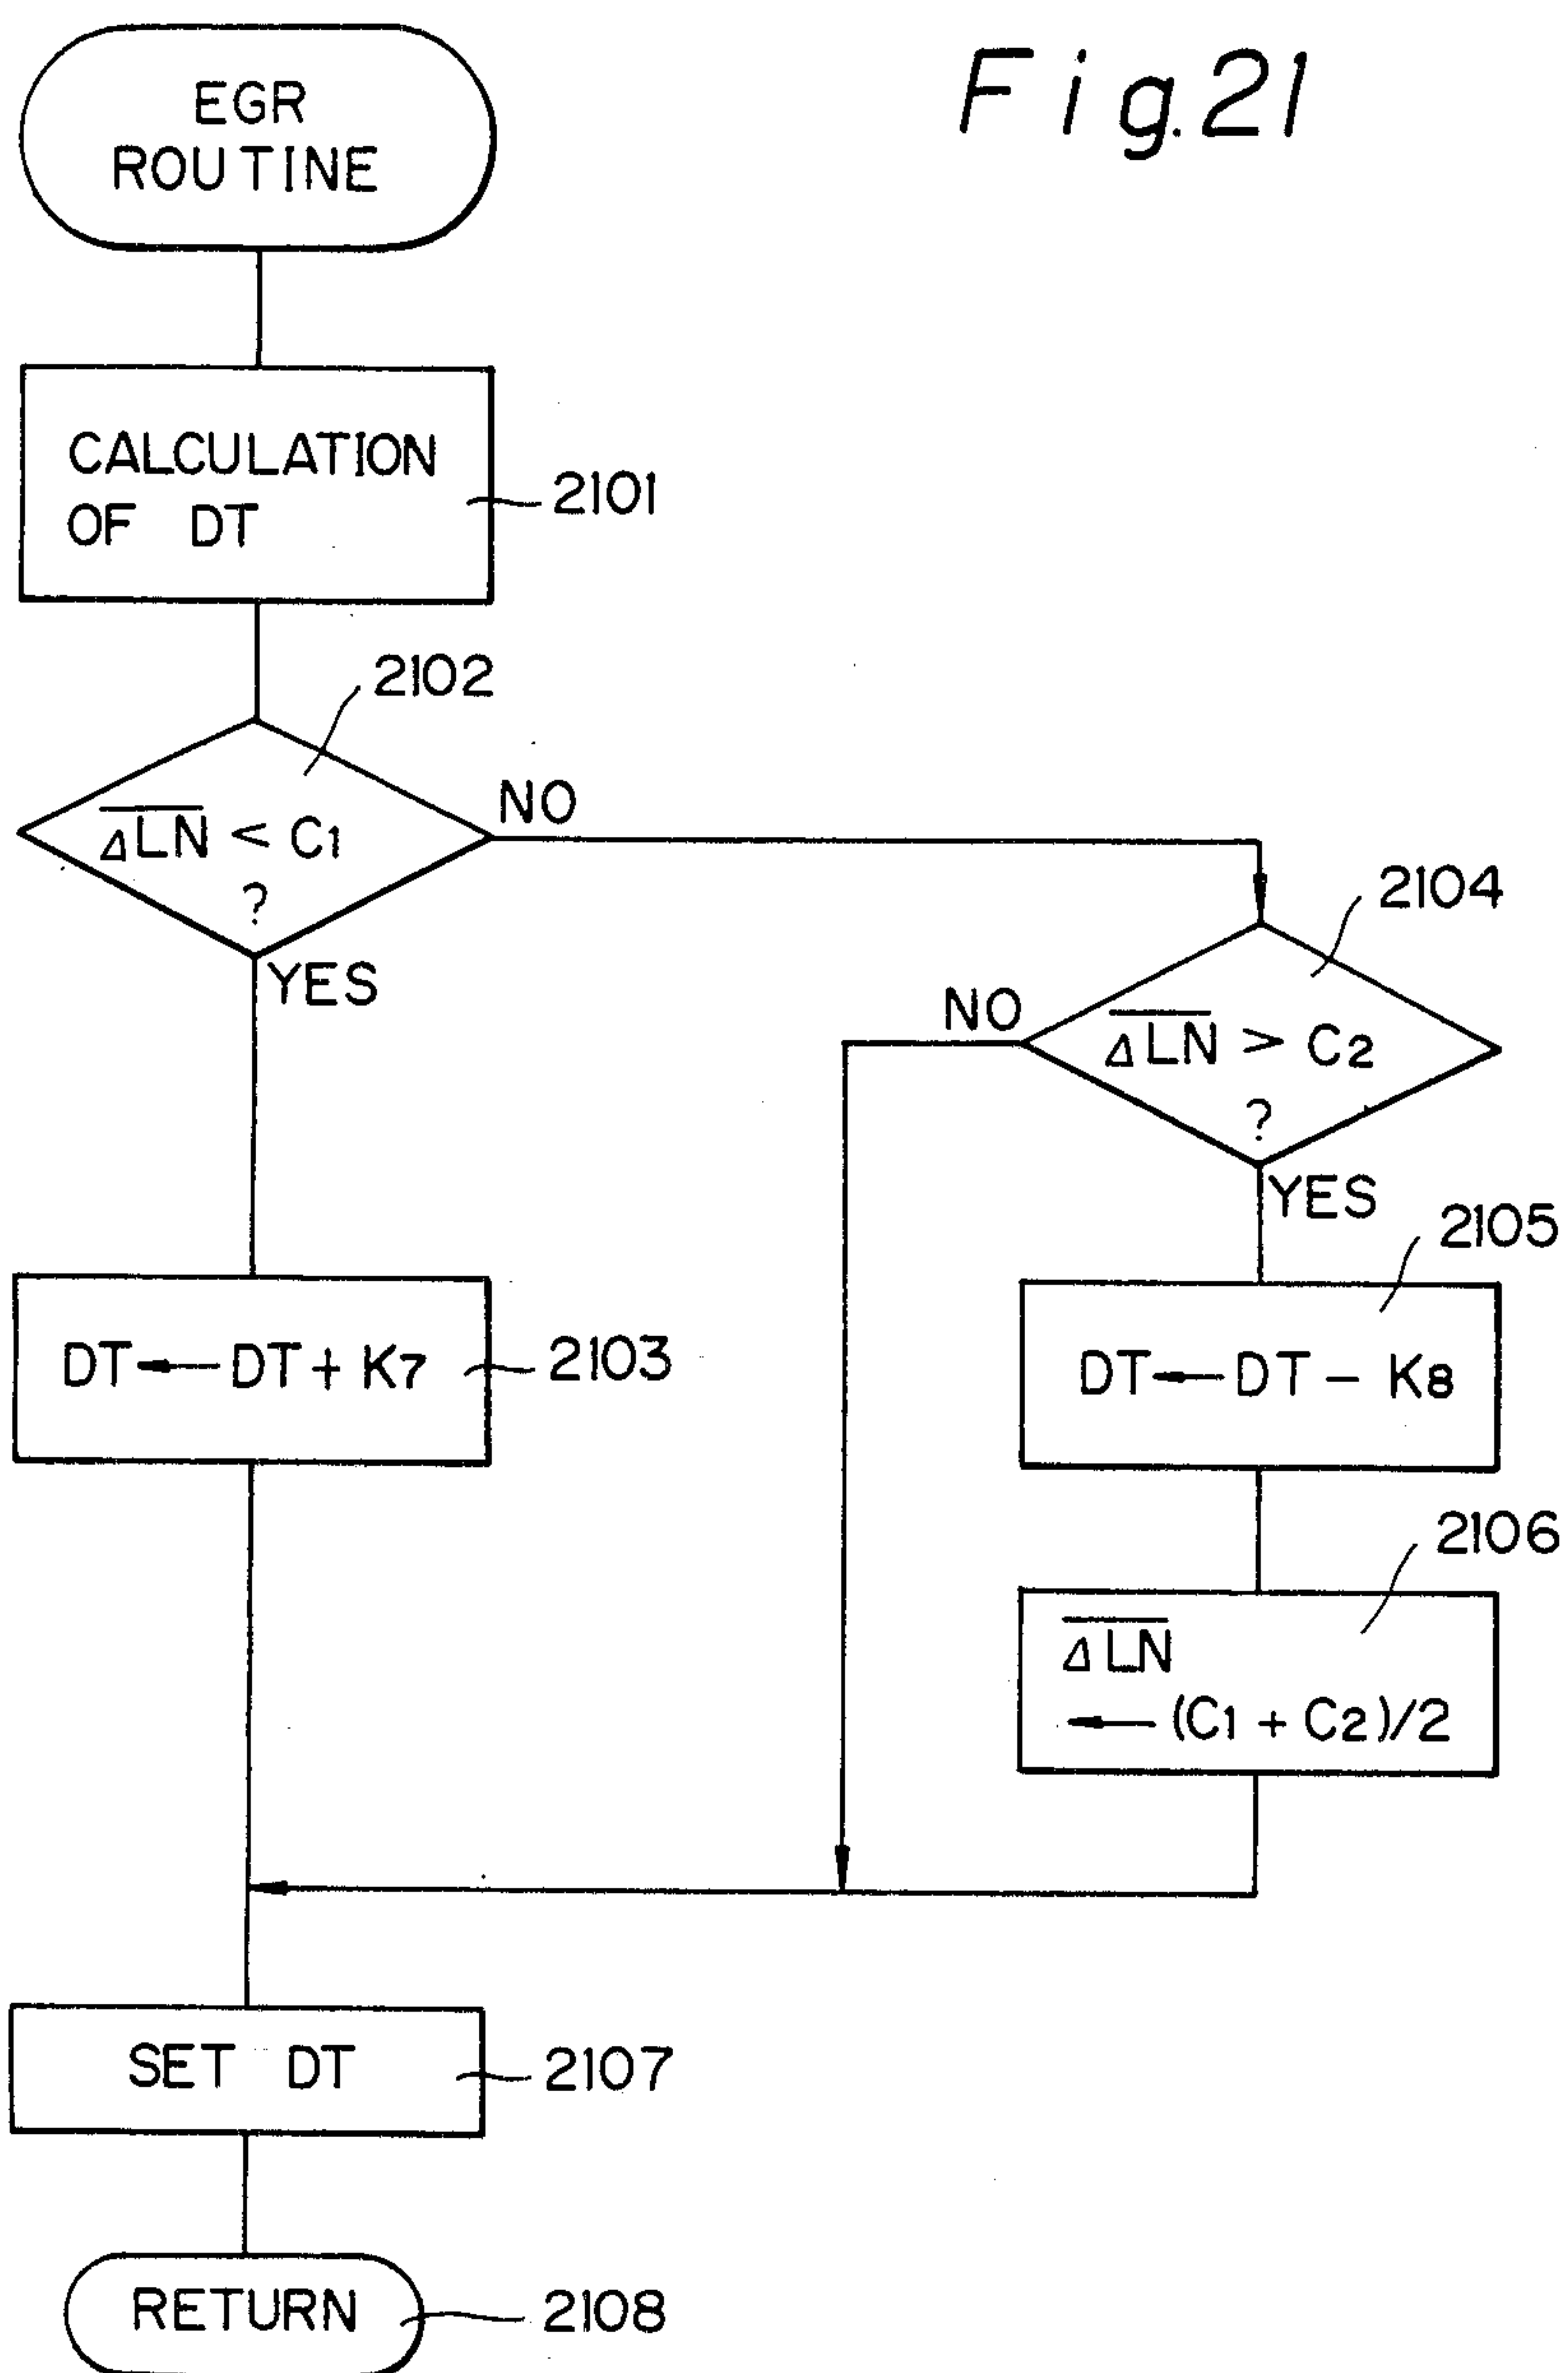 Fig.21
EGR
ROUTINE
CALCULATION
OF DT
2101
2102
ΔLN < C1
?
NO
YES
2104
ΔLN > C2
?
NO
YES
2105
DT ← DT + K7
2103
DT ← DT - K8
2106
ΔLN
← (C1 + C2)/2
SET DT
2107
RETURN
2108